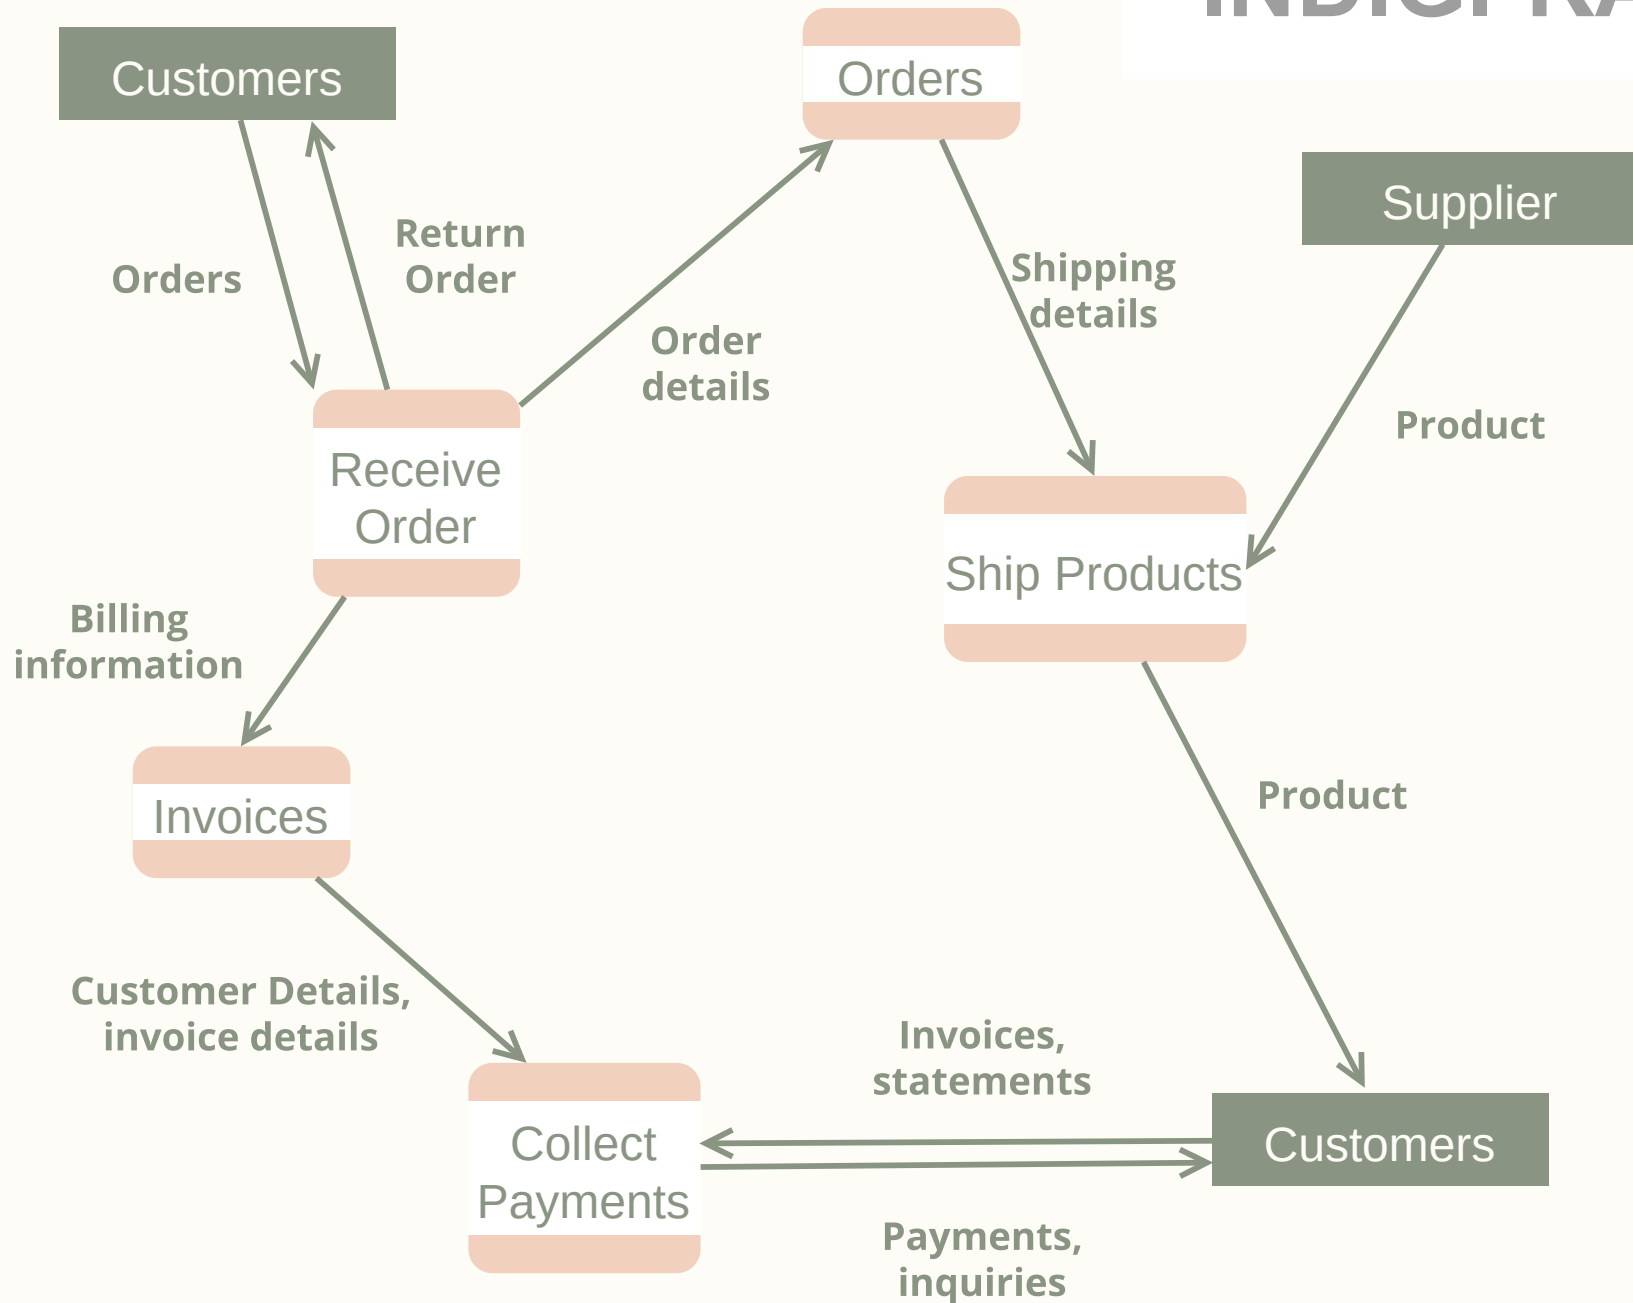 Customers
Orders
Supplier
Return
Order
Orders
Shipping
details
Order
details
Product
Receive
Order
Ship Products
Billing
information
Invoices
Product
Customer Details,
invoice details
Invoices,
statements
Collect
Payments
Customers
Payments,
inquiries